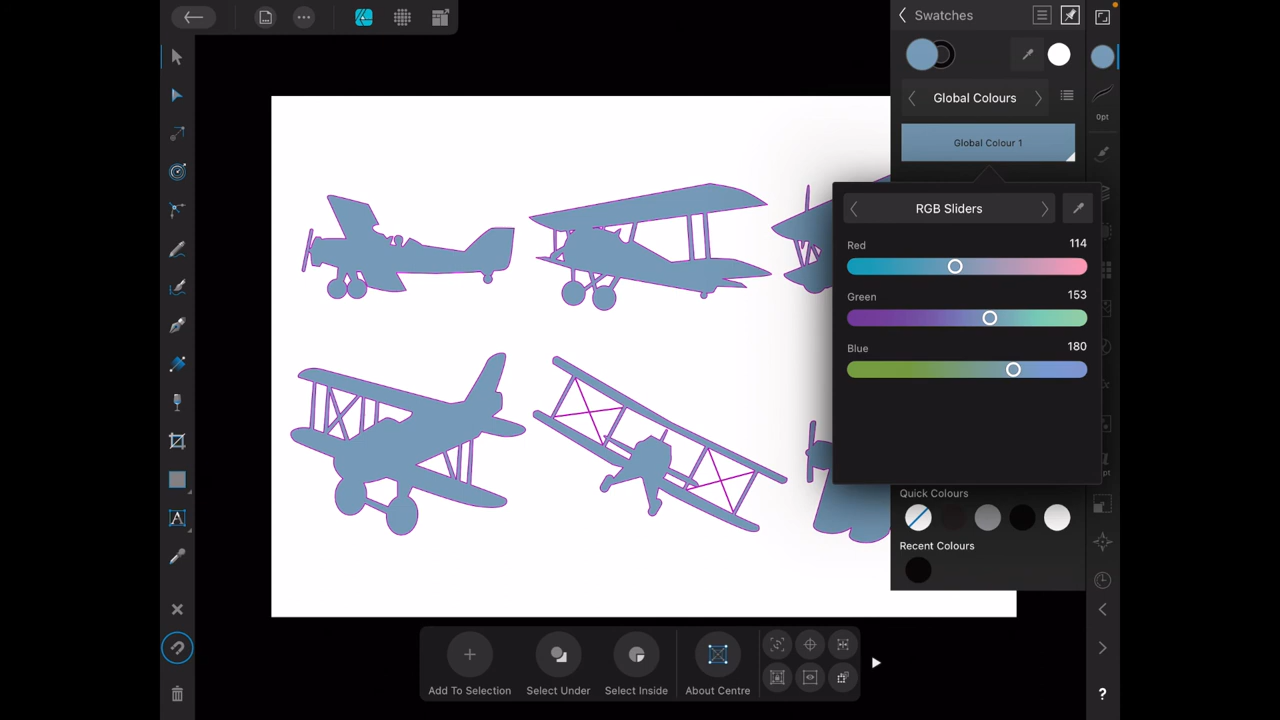 Swatches
Global Colours
0pt
Global Colour 1
RGB Sliders
Red 114
Green 153
Blue 180
Quick Colours
Recent Colours
A
Add To Selection
Select Under
Select Inside
About Centre
?